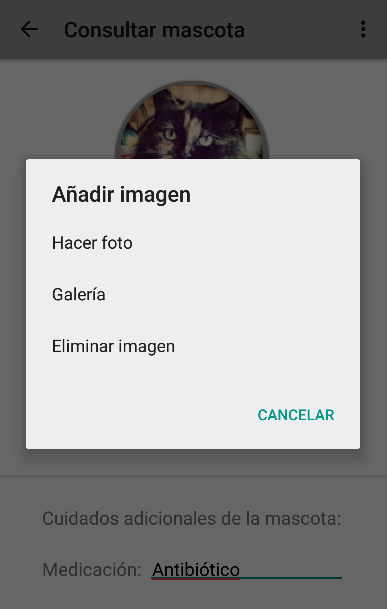 Consultar mascota
Añadir imagen
Hacer foto
Galería
Eliminar imagen
CANCELAR
Cuidados adicionales de la mascota:
Medicación: Antibiótico